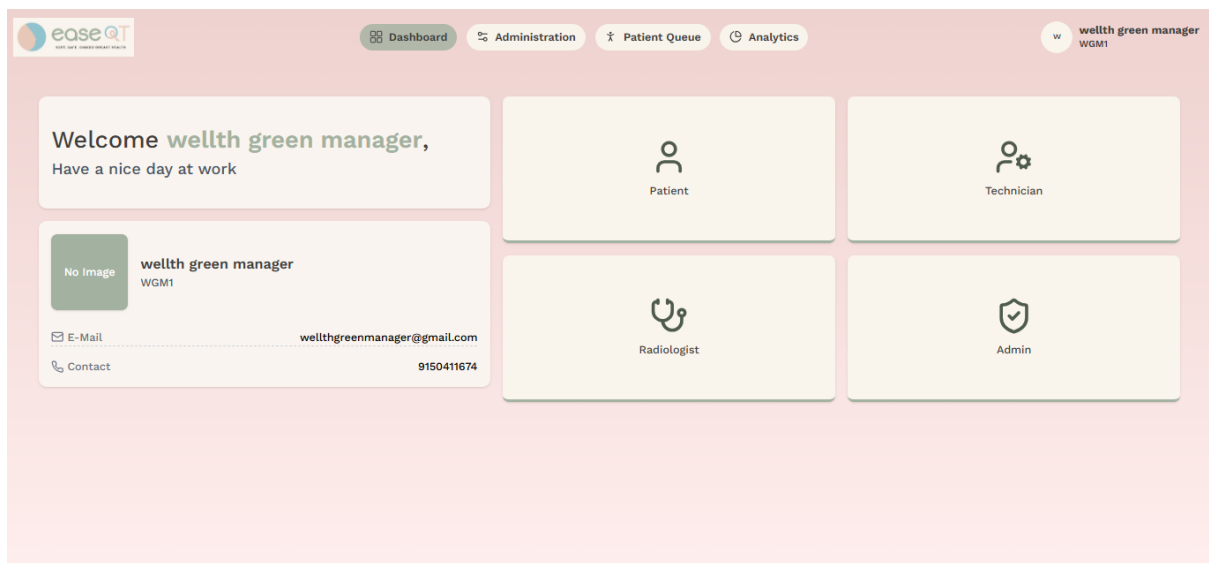 ease QT
Dashboard
Administration
Patient Queue
Analytics
W
wellth green manager
WGM1
Welcome wellth green manager,
Have a nice day at work
No Image
wellth green manager
WGM1
E-Mail wellthgreenmanager@gmail.com
Contact 9150411674
Patient
Technician
Radiologist
Admin